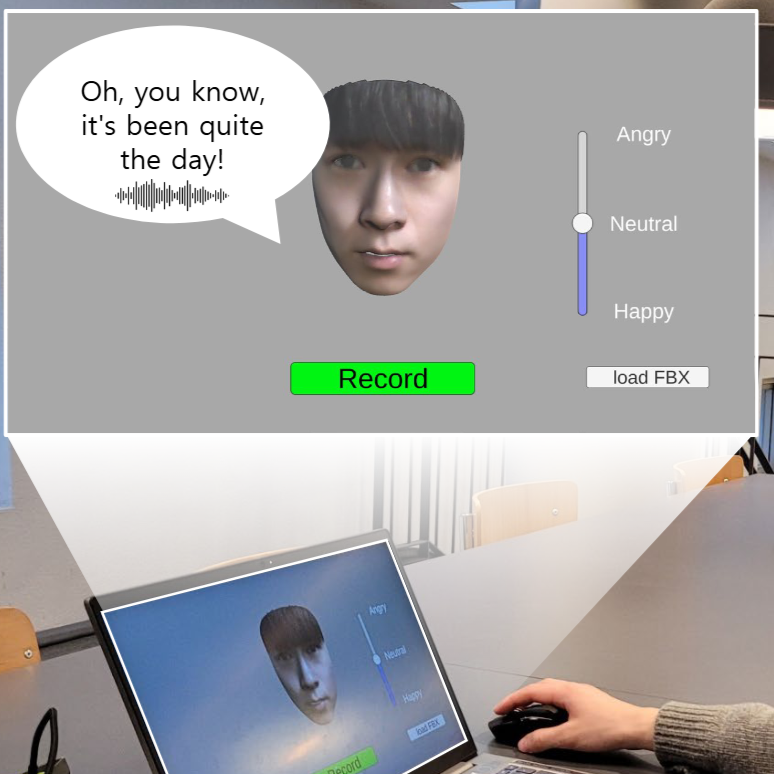 Oh, you know,
it's been quite
the day!
Angry
Neutral
Happy
Record
load FBX
Angry
Neutral
Happy
load FBX
Record